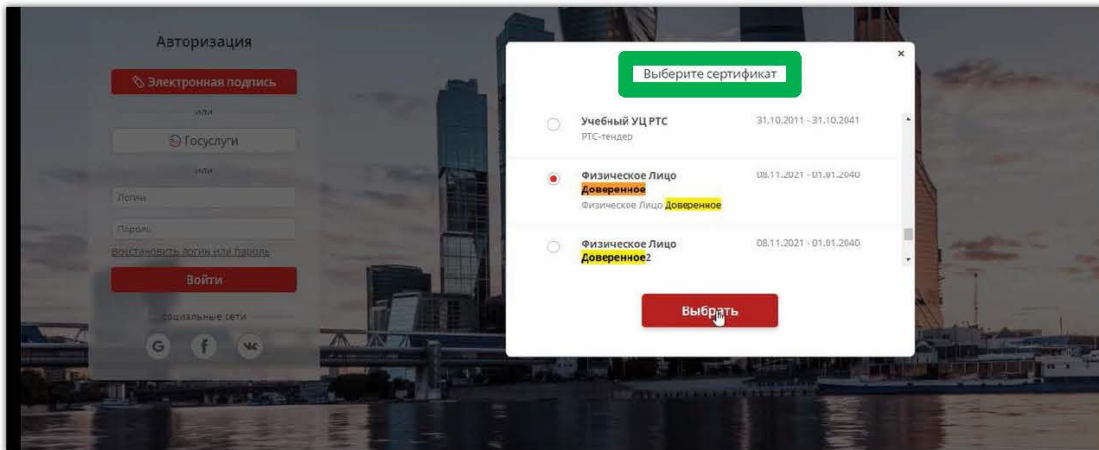 Авторизация
Электронная подпись
или
Госуслуги
или
Логин
Пароль
Восстановить логин или пароль
Войти
социальные сети
G f
Выберите сертификат
×
Учебный УЦ РТС 31.10.2011 - 31.10.2041
РТС-тендер
Физическое Лицо 08.11.2021 - 01.01.2040
Доверенное
Физическое Лицо Доверенное
Физическое Лицо 08.11.2021 - 01.01.2040
Доверенное2
Выбрать